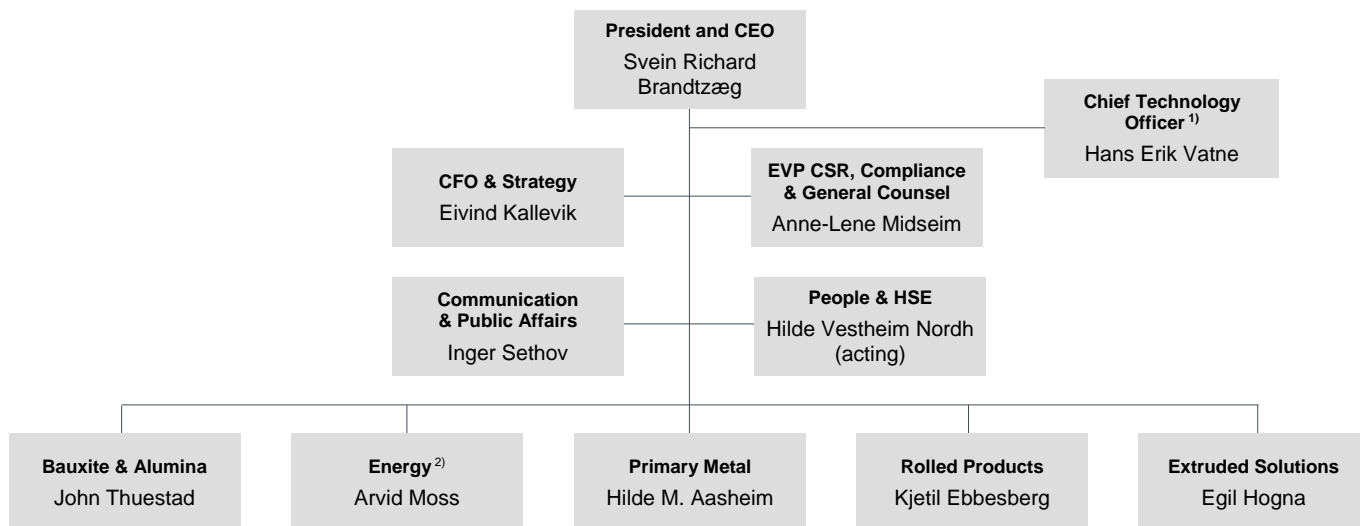 President and CEO
Svein Richard
Brandtzæg
Chief Technology
Officer 1)
Hans Erik Vatne
CFO & Strategy
Eivind Kallevik
EVP CSR, Compliance
& General Counsel
Anne-Lene Midseim
Communication
& Public Affairs
Inger Sethov
People & HSE
Hilde Vestheim Nordh
(acting)
Bauxite & Alumina
John Thuestad
Energy 2)
Arvid Moss
Primary Metal
Hilde M. Aasheim
Rolled Products
Kjetil Ebbesberg
Extruded Solutions
Egil Hogna